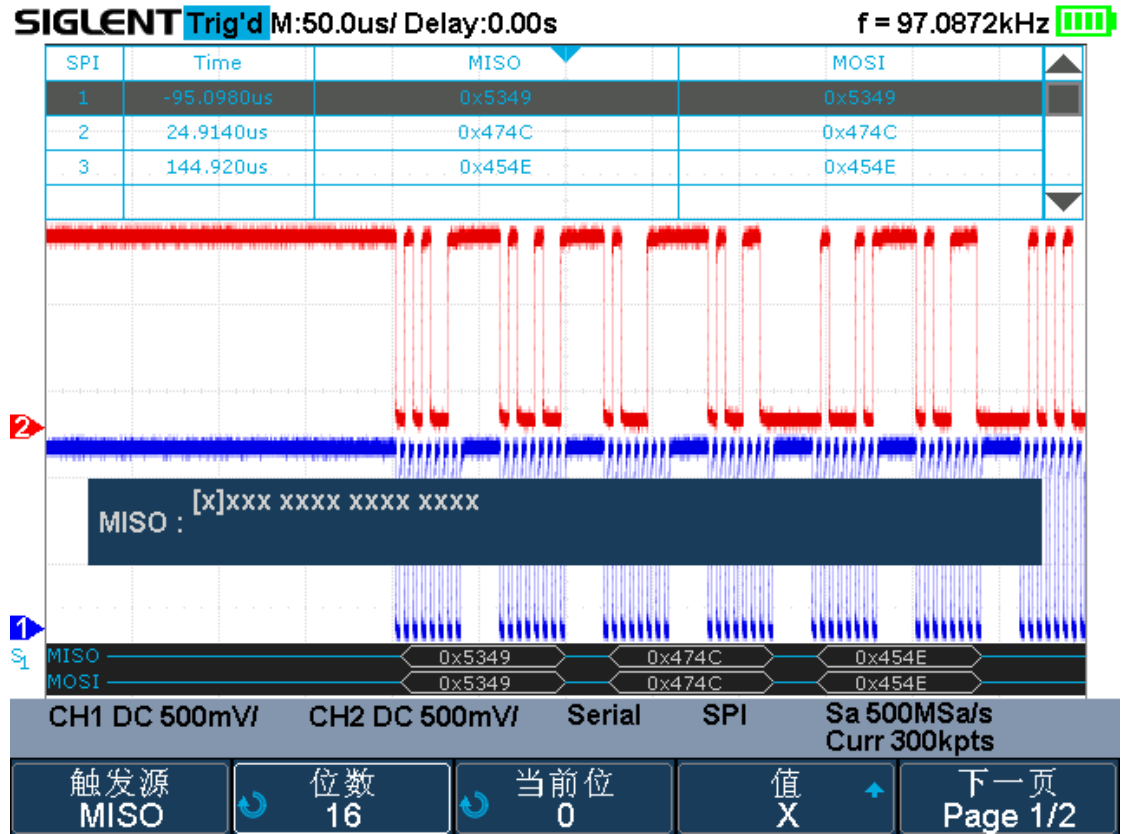 SIGLENT Trig'd M:50.0us/ Delay:0.00s f = 97.0872kHz
SPI Time MISO MOSI
1 -95.0980us 0x5349 0x5349
2 24.9140us 0x474C 0x474C
3 144.920us 0x454E 0x454E
2
MISO : [x]xxx xxxx xxxx xxxx
1
S1 MISO 0x5349 0x474C 0x454E
MOSI 0x5349 0x474C 0x454E
CH1 DC 500mV/ CH2 DC 500mV/ Serial SPI Sa 500MSa/s
Curr 300kpts
触发源 位数 当前位 值 下一页
MISO 16 0 X Page 1/2